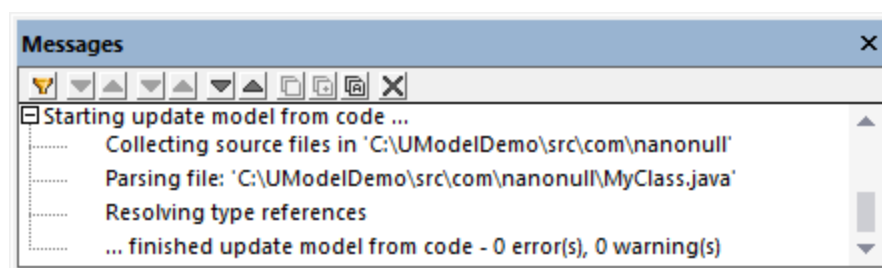 Messages
Starting update model from code ...
Collecting source files in 'C:\UModelDemo\src\com\nanonull'
Parsing file: 'C:\UModelDemo\src\com\nanonull\MyClass.java'
Resolving type references
... finished update model from code - 0 error(s), 0 warning(s)